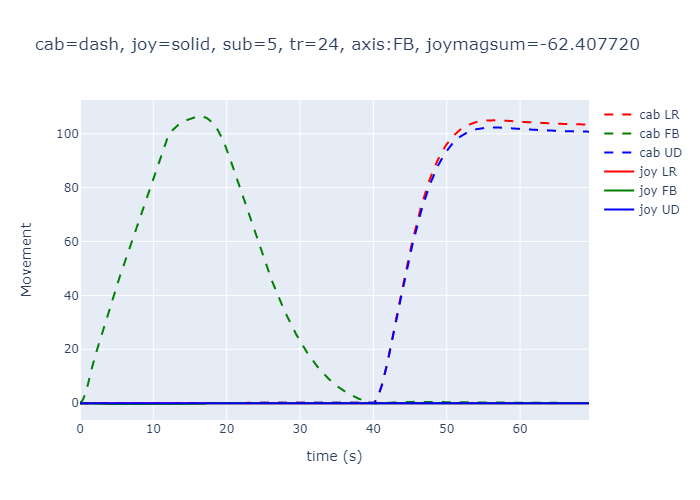 cab=dash, joy=solid, sub=5, tr=24, axis:FB, joymagsum=-62.407720
Movement
100
80
60
40
20
0
0 10 20 30 40 50 60
time (s)
cab LR
cab FB
cab UD
joy LR
joy FB
joy UD